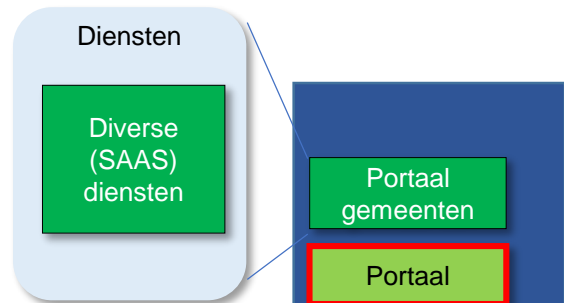 Diensten
Diverse
(SAAS)
diensten
Portaal
gemeenten
Portaal